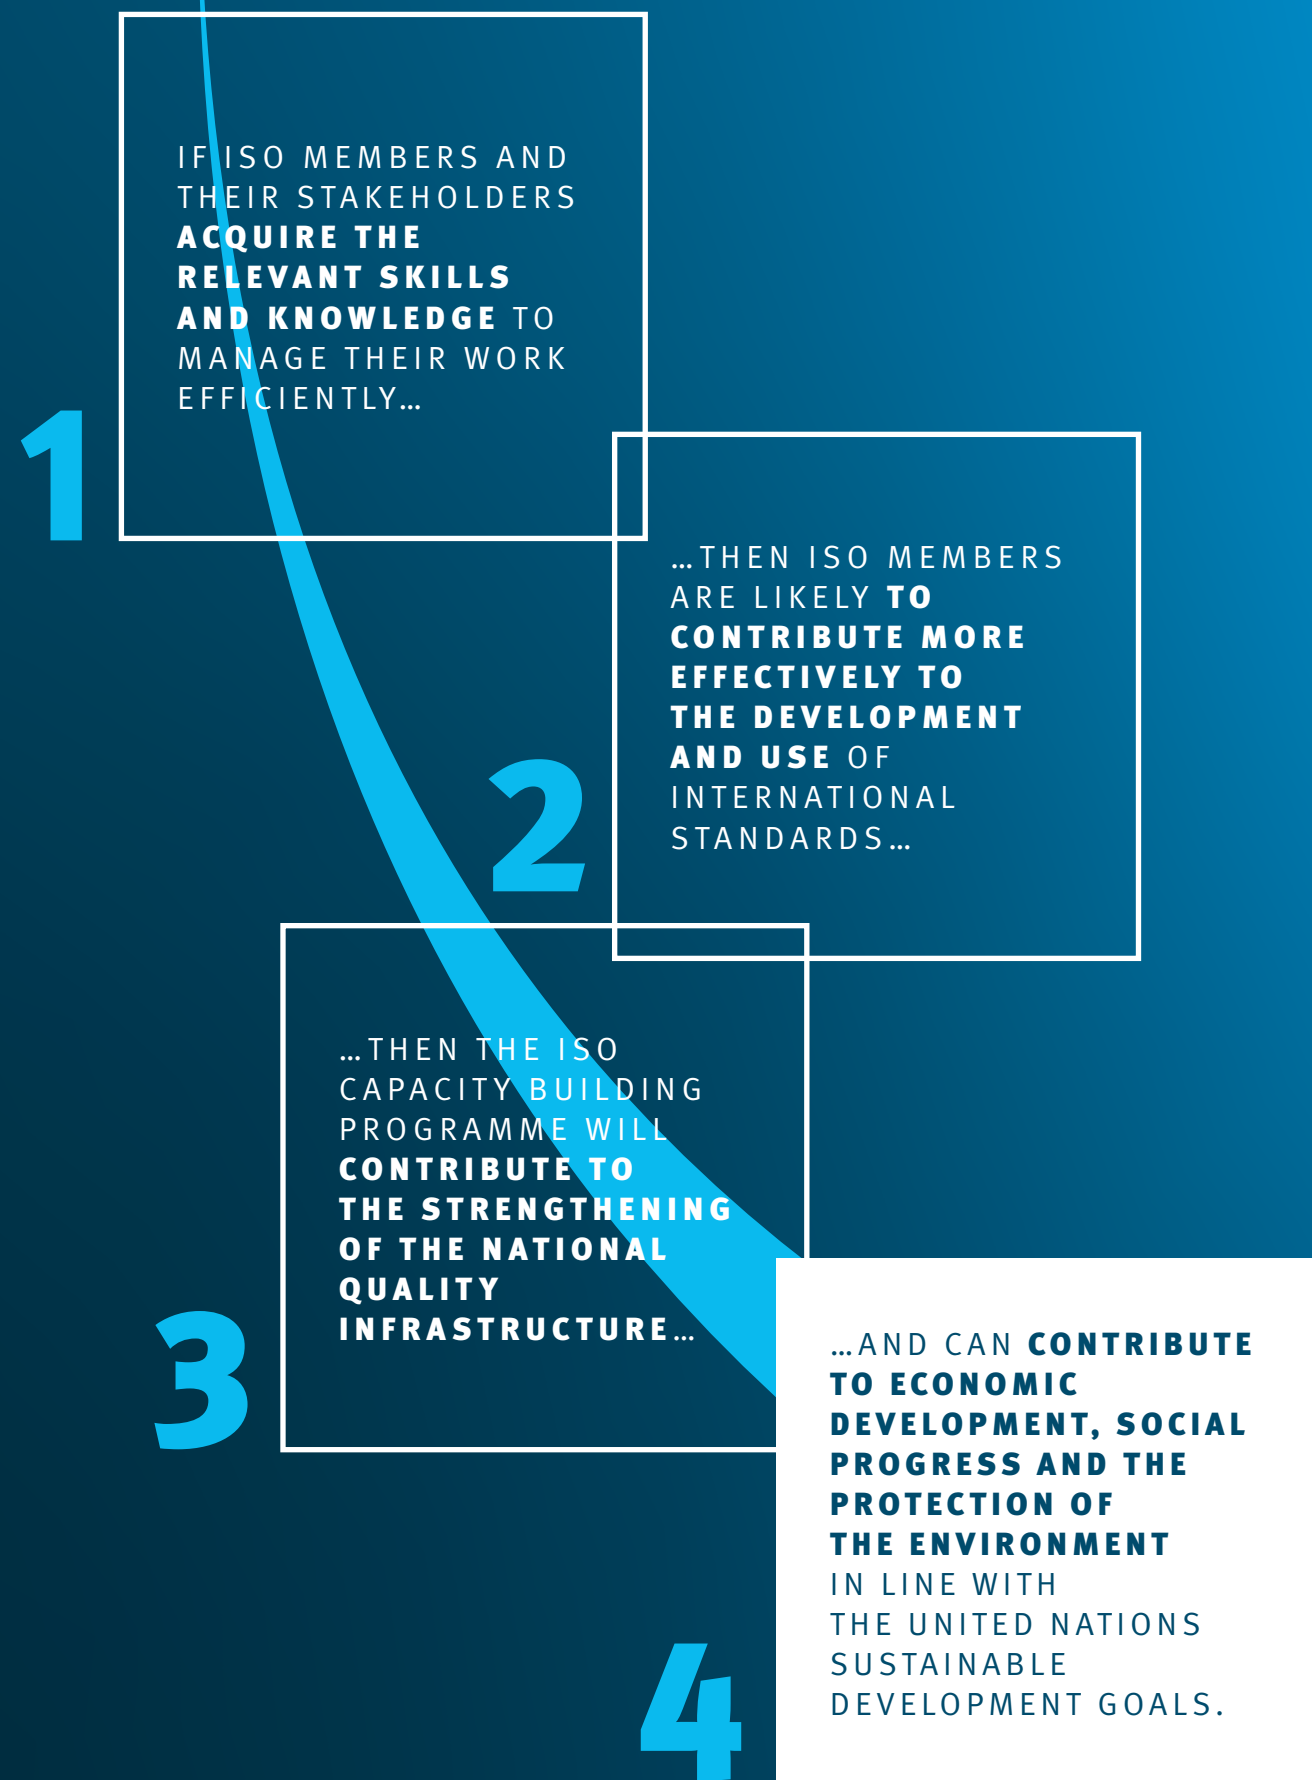 IF ISO MEMBERS AND
THEIR STAKEHOLDERS
ACQUIRE THE
RELEVANT SKILLS
AND KNOWLEDGE TO
MANAGE THEIR WORK
EFFICIENTLY…
1
…THEN ISO MEMBERS
ARE LIKELY TO
CONTRIBUTE MORE
EFFECTIVELY TO
THE DEVELOPMENT
AND USE OF
INTERNATIONAL
STANDARDS…
2
…THEN THE ISO
CAPACITY BUILDING
PROGRAMME WILL
CONTRIBUTE TO
THE STRENGTHENING
OF THE NATIONAL
QUALITY
INFRASTRUCTURE…
3
…AND CAN CONTRIBUTE
TO ECONOMIC
DEVELOPMENT, SOCIAL
PROGRESS AND THE
PROTECTION OF
THE ENVIRONMENT
IN LINE WITH
THE UNITED NATIONS
SUSTAINABLE
DEVELOPMENT GOALS.
4